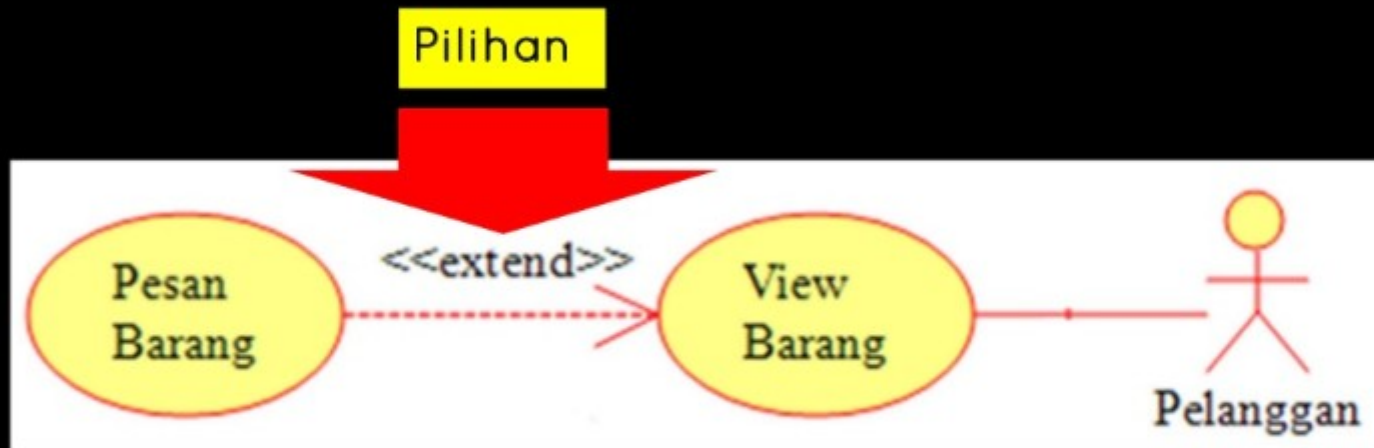 Pilihan
<<extend>>
Pesan
Barang
View
Barang
Pelanggan